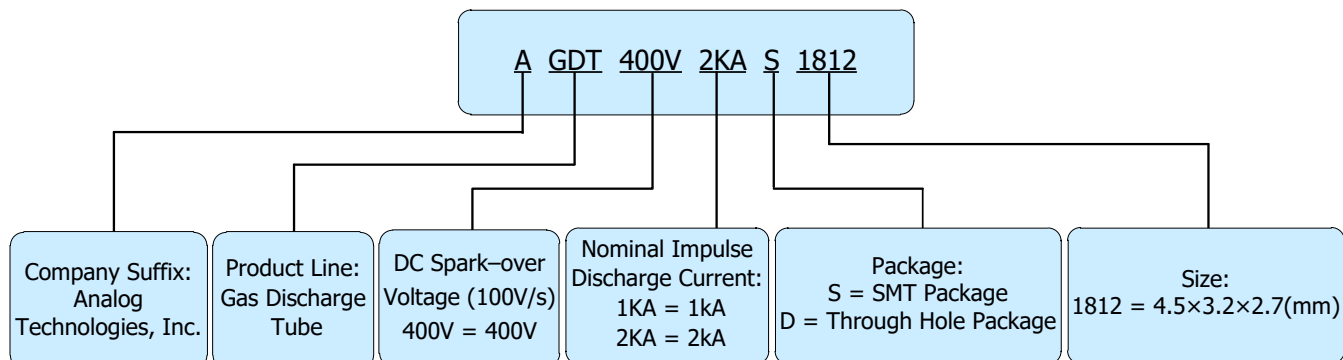 A GDT 400V 2KA S 1812
Company Suffix:
Analog
Technologies, Inc.
Product Line:
Gas Discharge
Tube
DC Spark–over
Voltage (100V/s)
400V = 400V
Nominal Impulse
Discharge Current:
1KA = 1kA
2KA = 2kA
Package:
S = SMT Package
D = Through Hole Package
Size:
1812 = 4.5×3.2×2.7(mm)